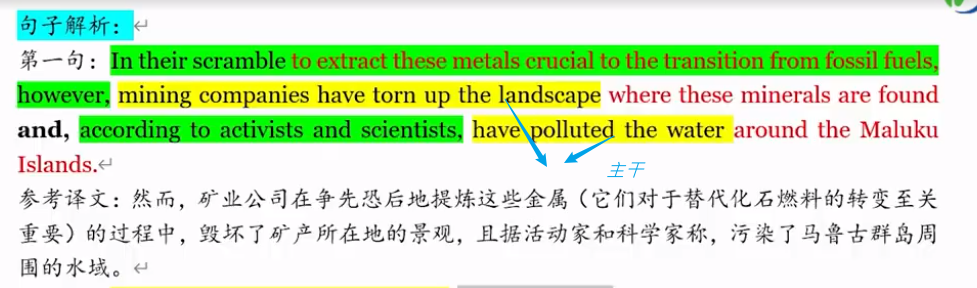 句子解析：
第一句：In their scramble to extract these metals crucial to the transition from fossil fuels,
however, mining companies have torn up the landscape where these minerals are found
and, according to activists and scientists, have polluted the water around the Maluku
Islands.
主干
参考译文：然而，矿业公司在争先恐后地提炼这些金属（它们对于替代化石燃料的转变至关
重要）的过程中，毁坏了矿产所在地的景观，且据活动家和科学家称，污染了马鲁古群岛周
围的水域。